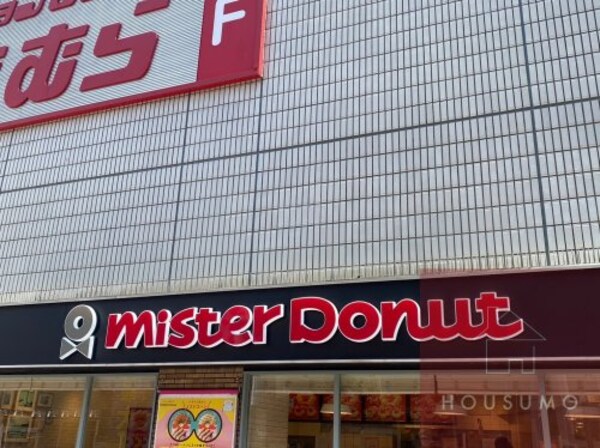 むら
F
mister Donut
HOUSUMO